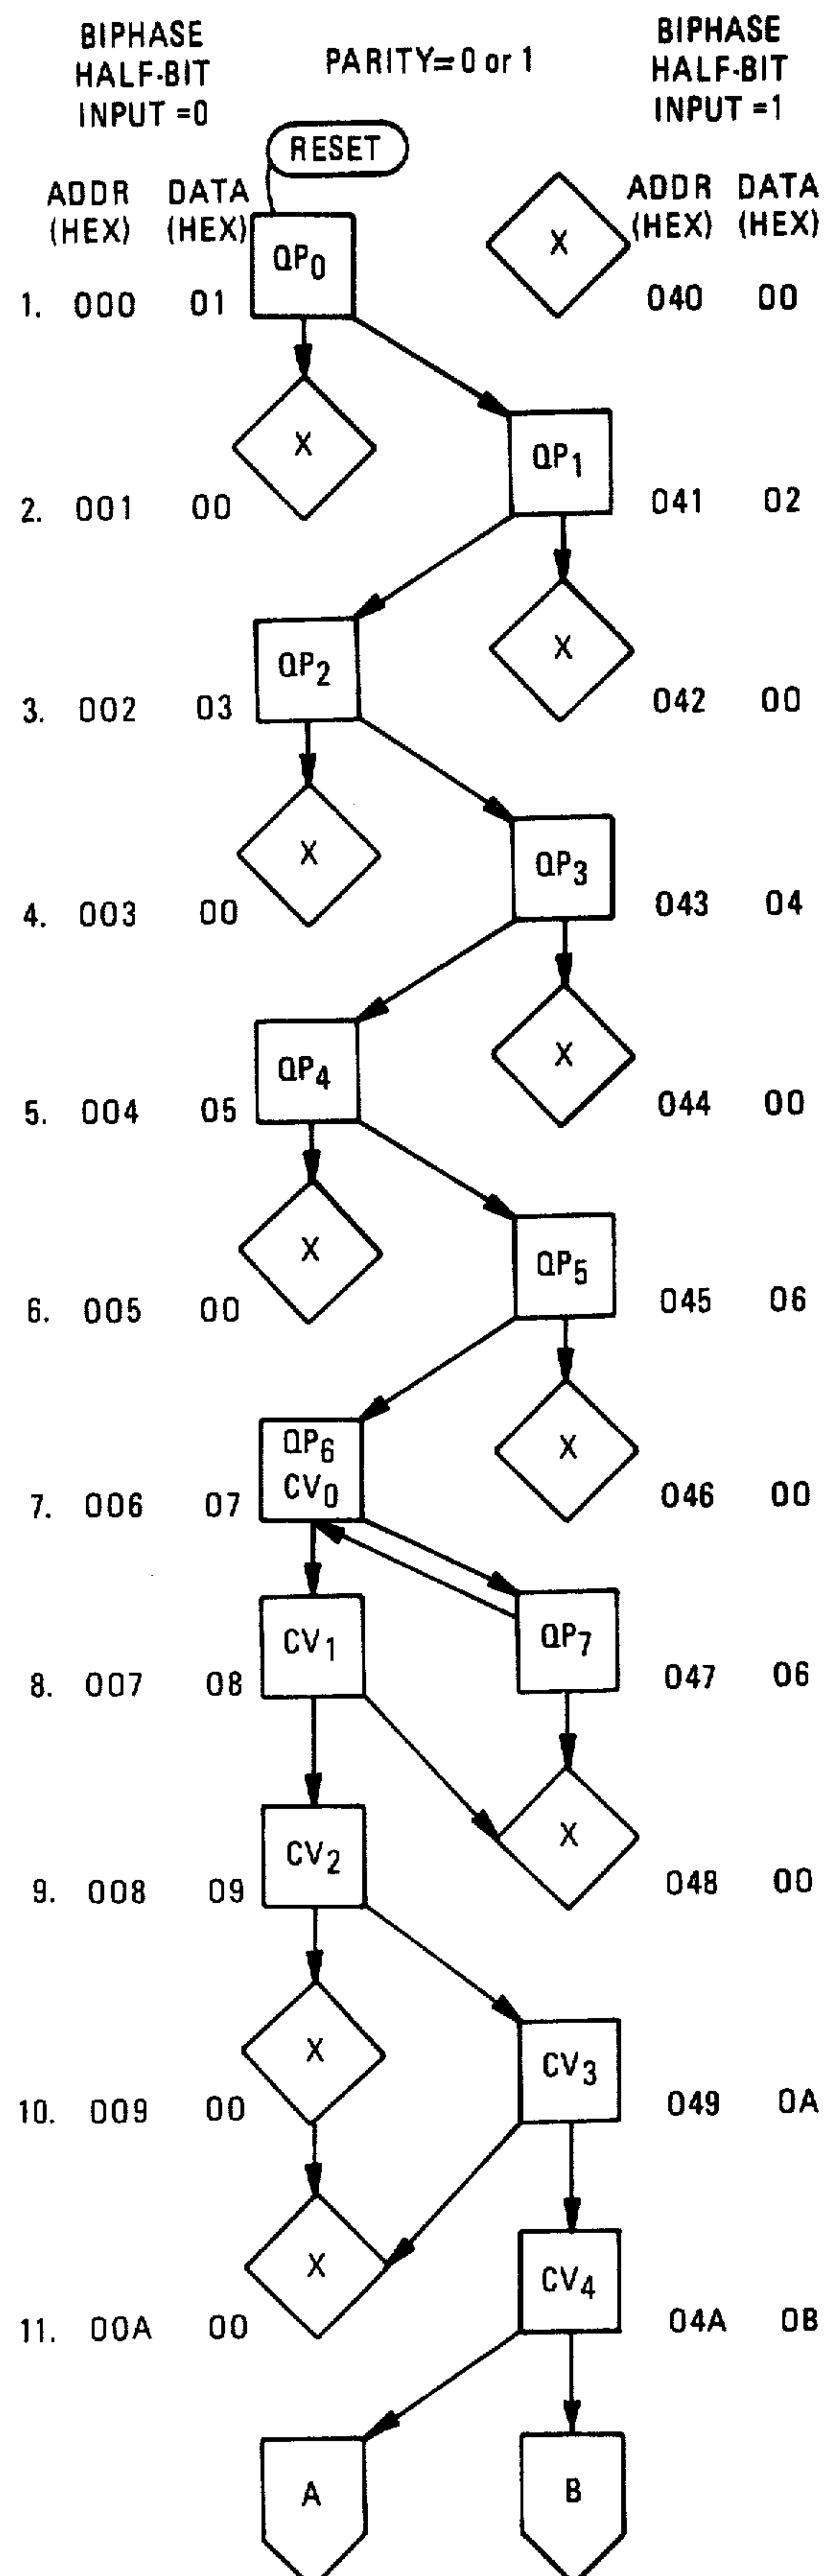 BIPHASE
HALF-BIT
INPUT =0
PARITY= 0 or 1
BIPHASE
HALF-BIT
INPUT =1
RESET
ADDR DATA
(HEX) (HEX)
ADDR DATA
(HEX) (HEX)
1. 000 01 QP0 X 040 00
2. 001 00 X QP1 041 02
3. 002 03 QP2 X 042 00
4. 003 00 X QP3 043 04
5. 004 05 QP4 X 044 00
6. 005 00 X QP5 045 06
7. 006 07 QP6 CV0 X 046 00
8. 007 08 CV1 QP7 047 06
9. 008 09 CV2 X 048 00
10. 009 00 X CV3 049 0A
11. 00A 00 X CV4 04A 0B
A B